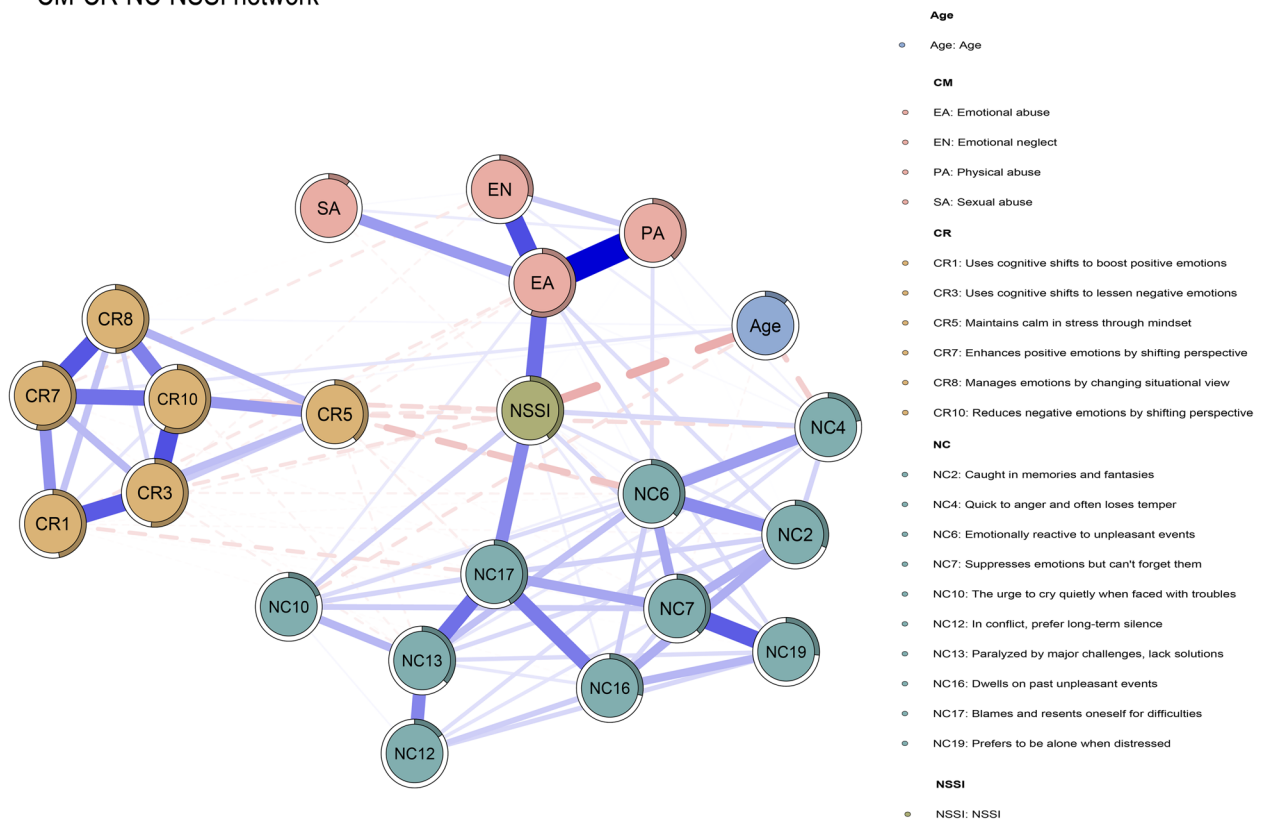 CM-CR-NC-NSSI network
SA
EN
PA
EA
Age
CR8
CR7
CR10
CR5
NSSI
NC4
CR3
CR1
NC6
NC2
NC17
NC10
NC7
NC13
NC19
NC16
NC12
Age
Age: Age
CM
EA: Emotional abuse
EN: Emotional neglect
PA: Physical abuse
SA: Sexual abuse
CR
CR1: Uses cognitive shifts to boost positive emotions
CR3: Uses cognitive shifts to lessen negative emotions
CR5: Maintains calm in stress through mindset
CR7: Enhances positive emotions by shifting perspective
CR8: Manages emotions by changing situational view
CR10: Reduces negative emotions by shifting perspective
NC
NC2: Caught in memories and fantasies
NC4: Quick to anger and often loses temper
NC6: Emotionally reactive to unpleasant events
NC7: Suppresses emotions but can't forget them
NC10: The urge to cry quietly when faced with troubles
NC12: In conflict, prefer long-term silence
NC13: Paralyzed by major challenges, lack solutions
NC16: Dwells on past unpleasant events
NC17: Blames and resents oneself for difficulties
NC19: Prefers to be alone when distressed
NSSI
NSSI: NSSI